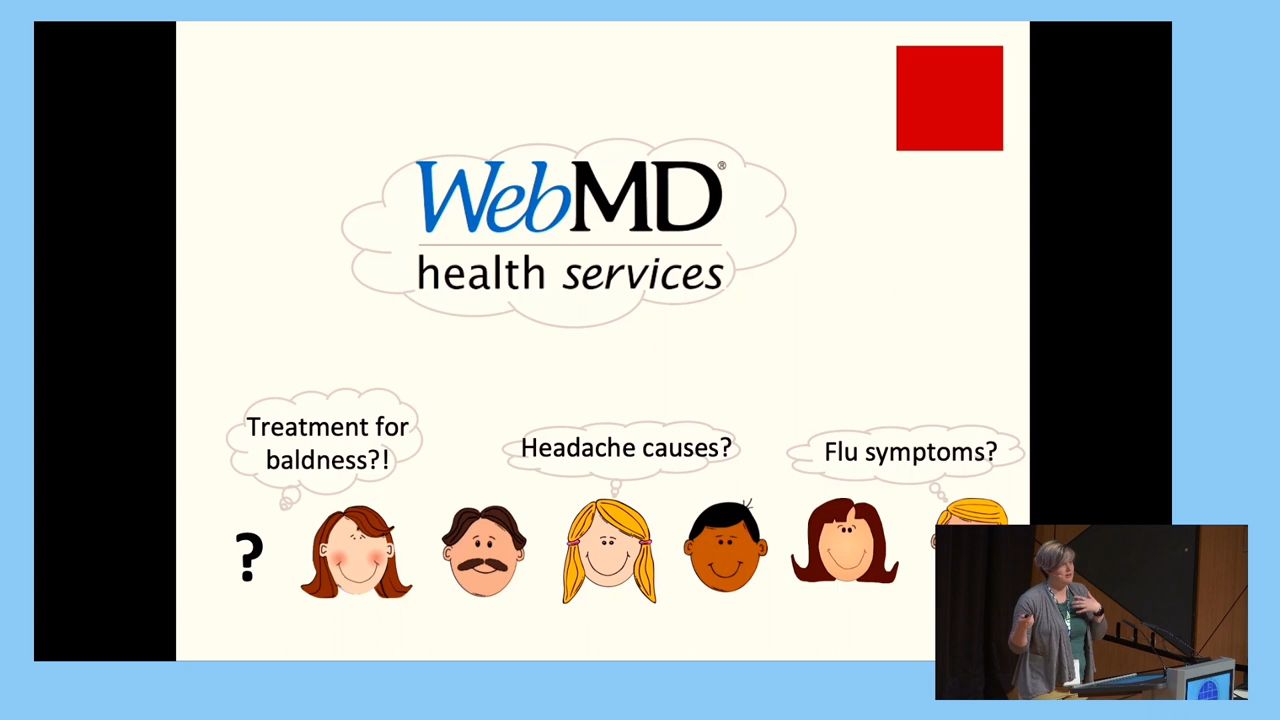 WebMD®
health services
Treatment for
baldness?!
Headache causes?
Flu symptoms?
?